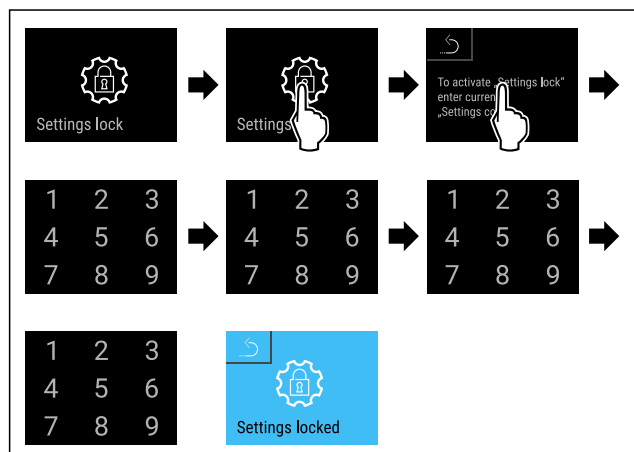 Settings lock
Settings
To activate „Settings lock“
enter curren
„Settings co
1 2 3
4 5 6
7 8 9
1 2 3
4 5 6
7 8 9
1 2 3
4 5 6
7 8 9
1 2 3
4 5 6
7 8 9
Settings locked